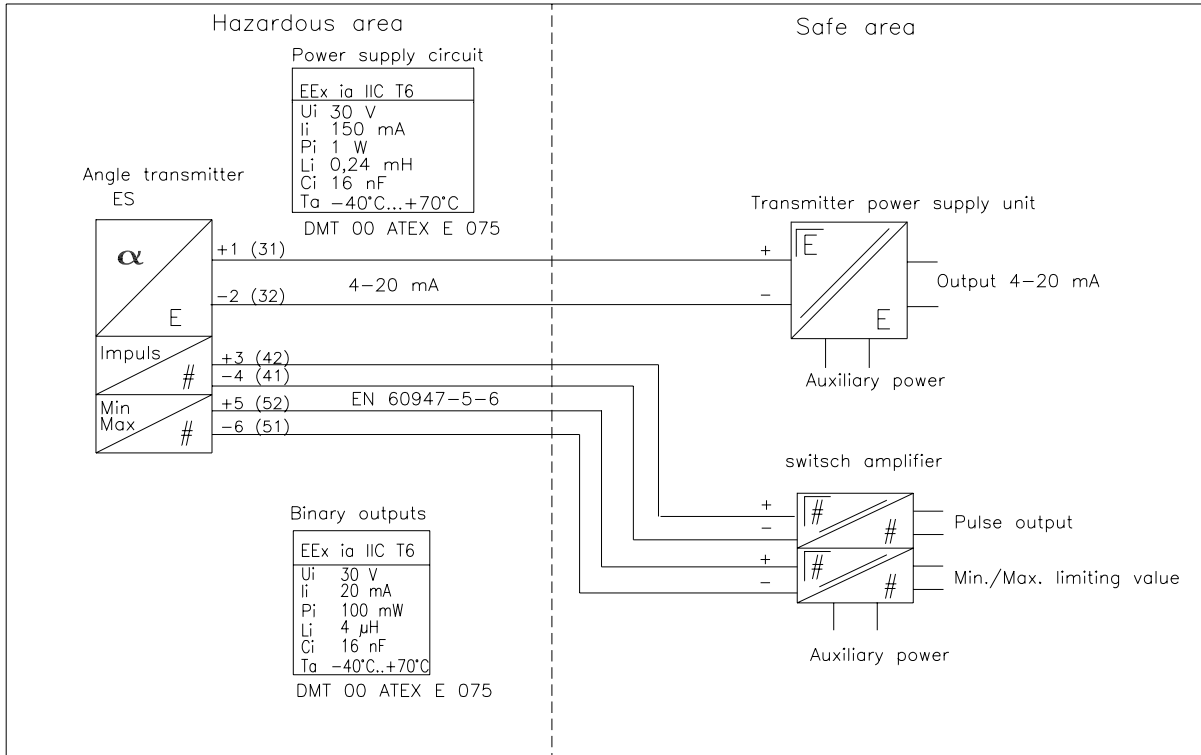 Hazardous area
Safe area
Power supply circuit
EEx ia IIC T6
Ui 30 V
Ii 150 mA
Pi 1 W
Li 0,24 mH
Ci 16 nF
Ta -40°C...+70°C
DMT 00 ATEX E 075
Angle transmitter
ES
α
E
+1 (31)
4-20 mA
-2 (32)
Transmitter power supply unit
+
-
E
E
Output 4-20 mA
Auxiliary power
Impuls
#
+3 (42)
-4 (41)
Min
Max
#
+5 (52)
EN 60947-5-6
-6 (51)
switsch amplifier
+
-
#
#
Pulse output
+
-
#
#
Min./Max. limiting value
Auxiliary power
Binary outputs
EEx ia IIC T6
Ui 30 V
Ii 20 mA
Pi 100 mW
Li 4 µH
Ci 16 nF
Ta -40°C..+70°C
DMT 00 ATEX E 075